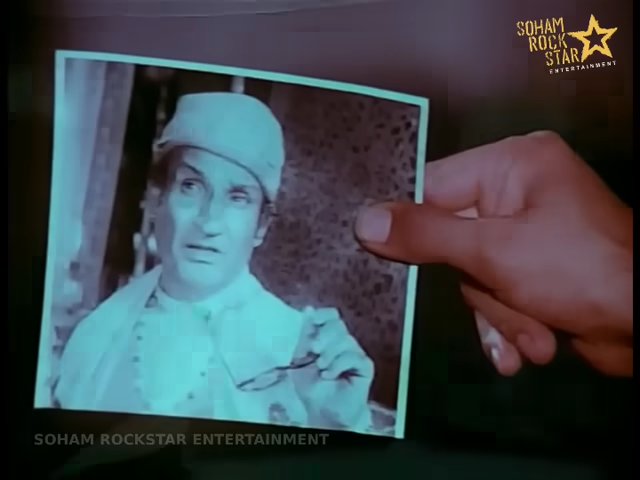 SOHAM
ROCK
STAR
ENTERTAINMENT
SOHAM ROCKSTAR ENTERTAINMENT